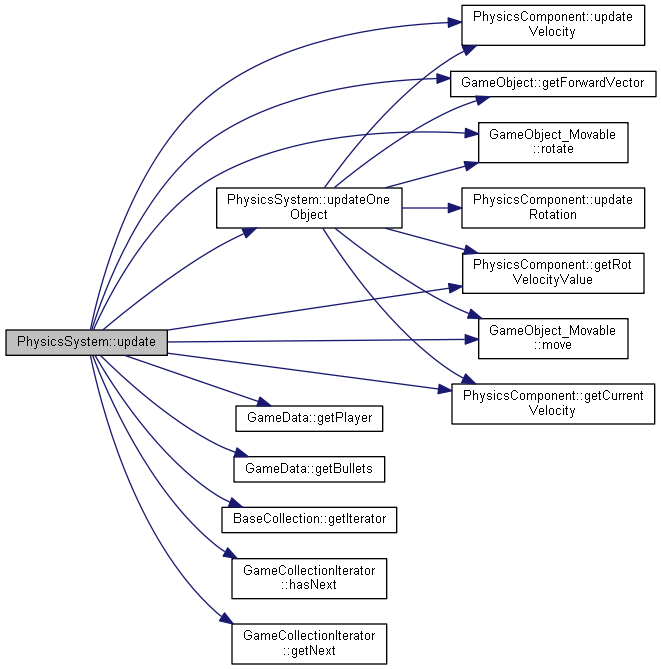 PhysicsComponent::update
Velocity
GameObject::getForwardVector
GameObject_Movable
::rotate
PhysicsSystem::updateOne
Object
PhysicsComponent::update
Rotation
PhysicsComponent::getRot
VelocityValue
GameObject_Movable
::move
PhysicsSystem::update
PhysicsComponent::getCurrent
Velocity
GameData::getPlayer
GameData::getBullets
BaseCollection::getIterator
GameCollectionIterator
::hasNext
GameCollectionIterator
::getNext